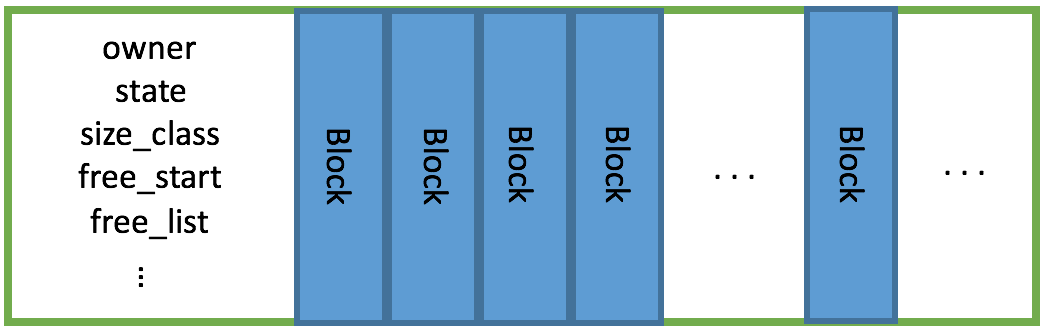 owner
state
size_class
free_start
free_list
⋮
Block
Block
Block
Block
. . .
Block
. . .